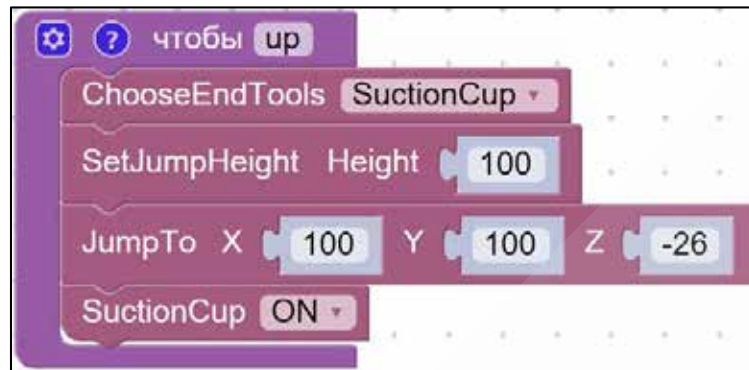 ? чтобы up
ChooseEndTools SuctionCup
SetJumpHeight Height 100
JumpTo X 100 Y 100 Z -26
SuctionCup ON